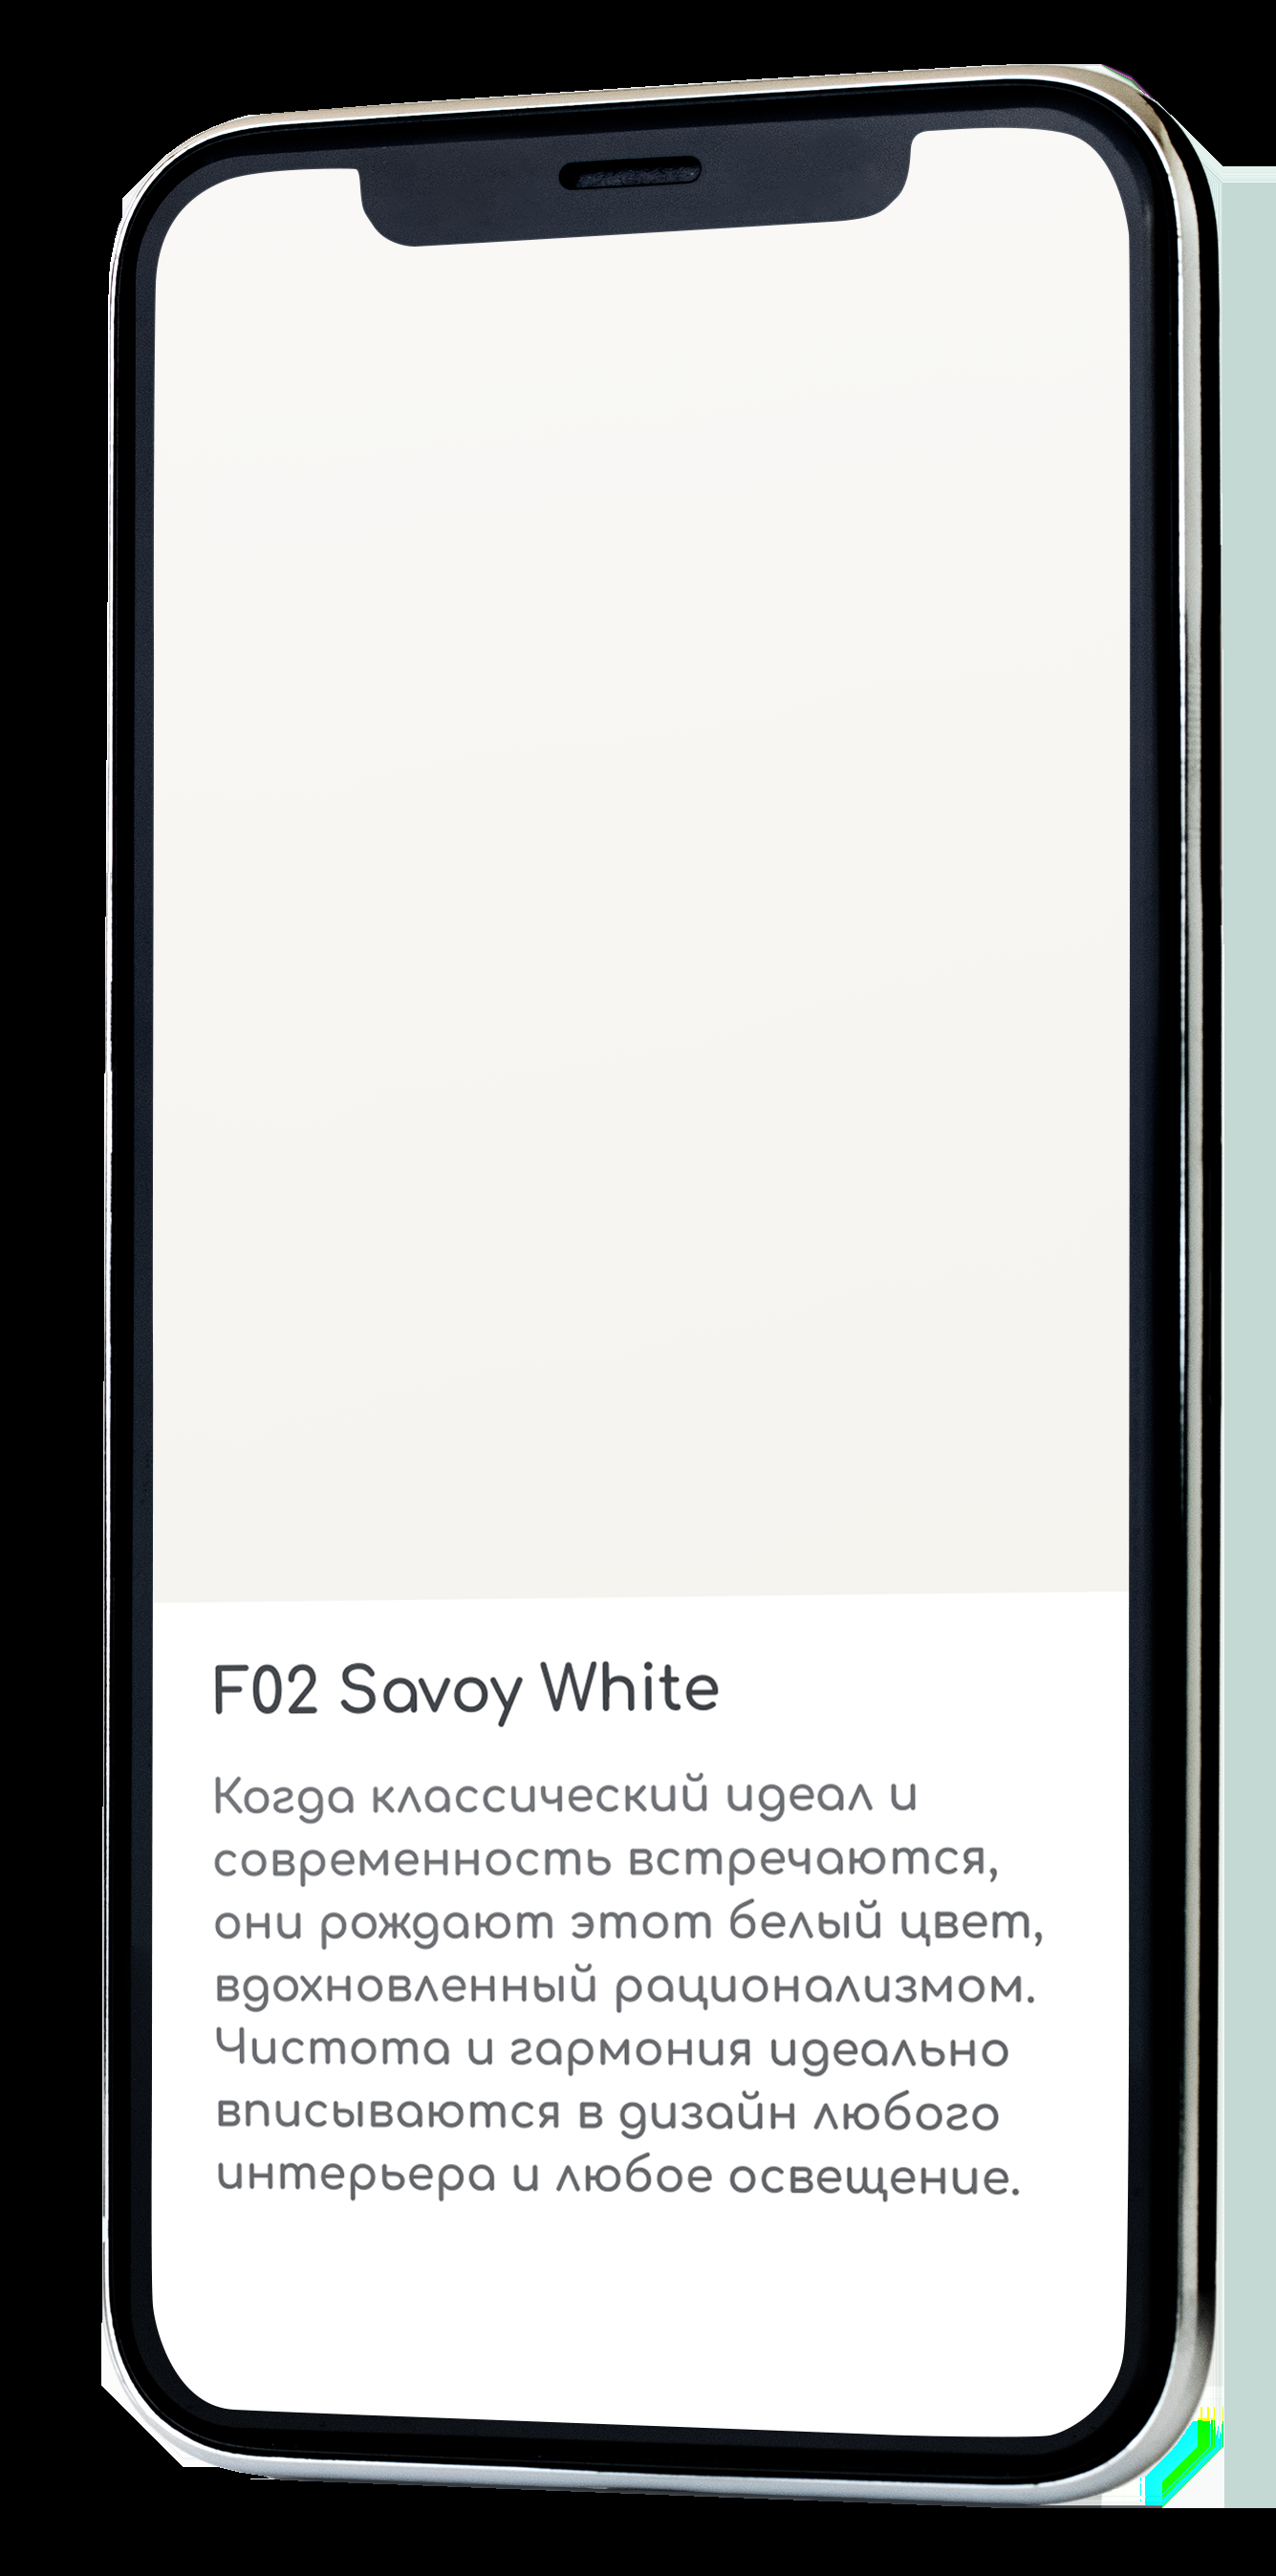 F02 Savoy White
Когда классический идеал и
современность встречаются,
они рождают этот белый цвет,
вдохновленный рационализмом.
Чистота и гармония идеально
вписываются в дизайн любого
интерьера и любое освещение.